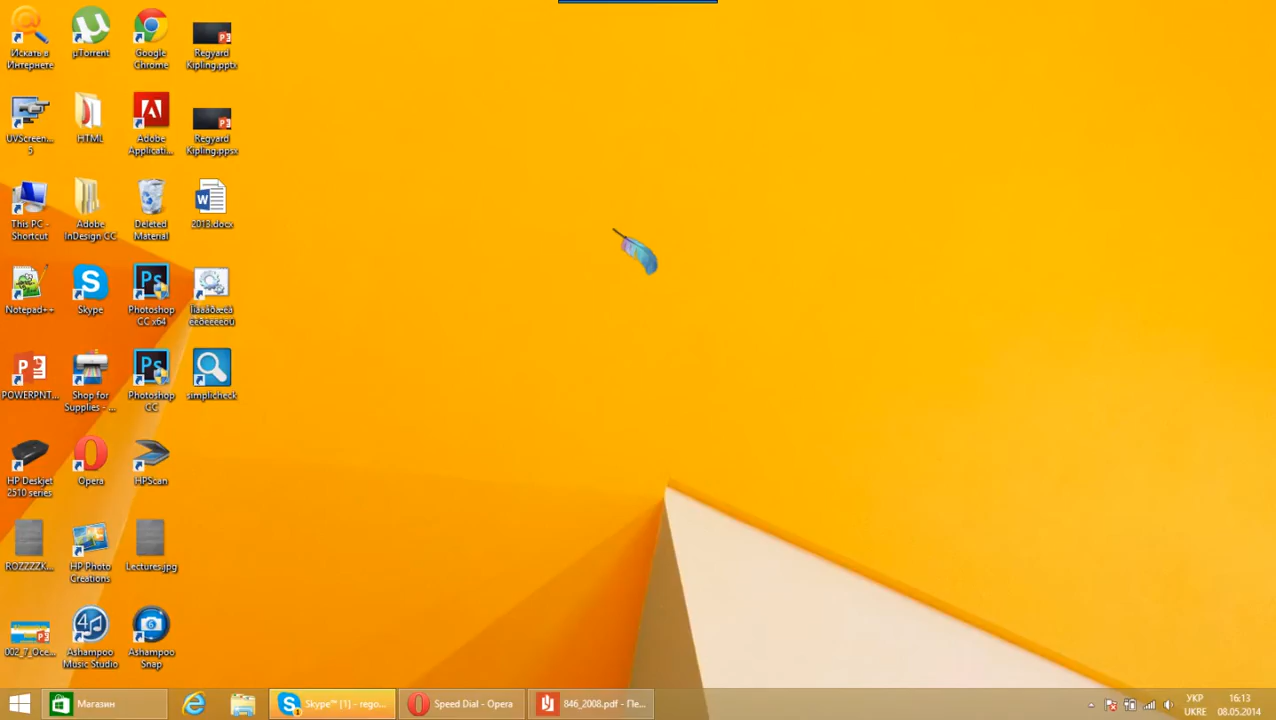 Искать в
Интернете
µTorrent
Google
Chrome
Regyard
Kipling.pptx
UVScreen...
5
HTML
Adobe
Applicati...
Regyard
Kipling.ppsx
This PC -
Shortcut
Adobe
InDesign CC
Deleted
Material
2013.docx
Notepad++
Skype
Photoshop
CC x64
POWERPNT...
Shop for
Supplies - ...
Photoshop
CC
simplicheck
HP Deskjet
2510 series
Opera
HPScan
ROZZZZK...
HP Photo
Creations
Lectures.jpg
002_7_Oce...
Ashampoo
Music Studio
Ashampoo
Snap
Магазин
Skype™ [1] - rego...
Speed Dial - Opera
846_2008.pdf - Пе...
УКР
UKRE
16:13
08.05.2014